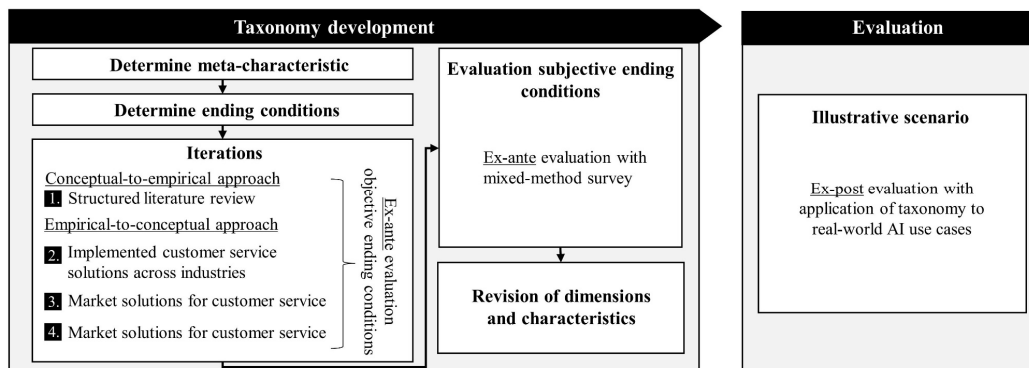 Taxonomy development
Determine meta-characteristic
Determine ending conditions
Iterations
Conceptual-to-empirical approach
1. Structured literature review
Empirical-to-conceptual approach
2. Implemented customer service
solutions across industries
3. Market solutions for customer service
4. Market solutions for customer service
Ex-ante evaluation
objective ending conditions
Evaluation subjective ending
conditions
Ex-ante evaluation with
mixed-method survey
Revision of dimensions
and characteristics
Evaluation
Illustrative scenario
Ex-post evaluation with
application of taxonomy to
real-world AI use cases